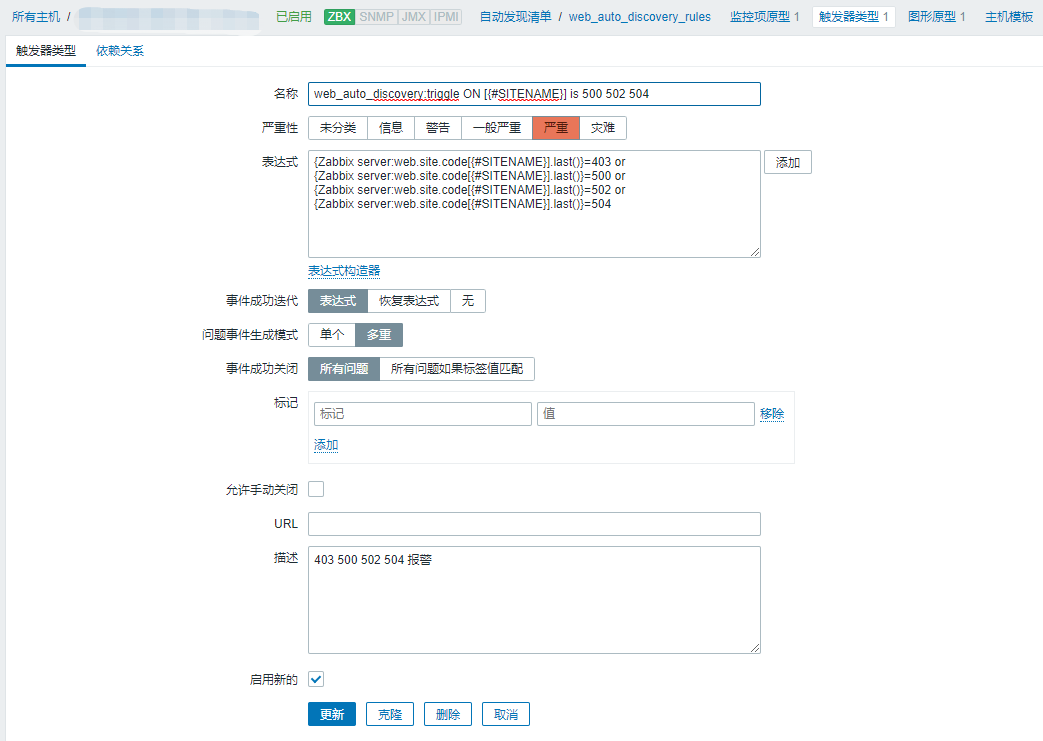 所有主机 / 已启用 ZBX SNMP JMX IPMI 自动发现清单 / web_auto_discovery_rules 监控项原型 1 触发器类型 1 图形原型 1 主机模板
触发器类型 依赖关系
名称 web_auto_discovery:triggle ON [{#SITENAME}] is 500 502 504
严重性 未分类 信息 警告 一般严重 严重 灾难
表达式 {Zabbix server:web.site.code[{#SITENAME}].last()}=403 or 添加
{Zabbix server:web.site.code[{#SITENAME}].last()}=500 or
{Zabbix server:web.site.code[{#SITENAME}].last()}=502 or
{Zabbix server:web.site.code[{#SITENAME}].last()}=504
表达式构造器
事件成功迭代 表达式 恢复表达式 无
问题事件生成模式 单个 多重
事件成功关闭 所有问题 所有问题如果标签值匹配
标记 标记 值 移除
添加
允许手动关闭
URL
描述 403 500 502 504 报警
启用新的
更新 克隆 删除 取消